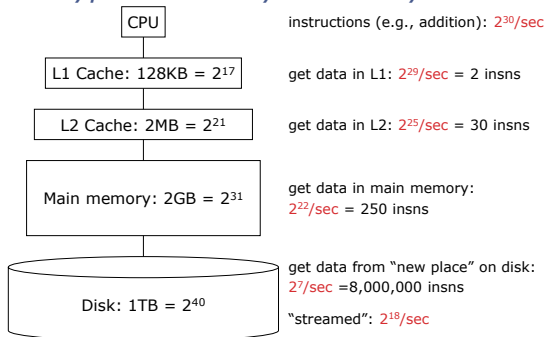 CPU
instructions (e.g., addition): 2³⁰/sec
L1 Cache: 128KB = 2¹⁷
get data in L1: 2²⁹/sec = 2 insns
L2 Cache: 2MB = 2²¹
get data in L2: 2²⁵/sec = 30 insns
Main memory: 2GB = 2³¹
get data in main memory:
2²²/sec = 250 insns
Disk: 1TB = 2⁴⁰
get data from “new place” on disk:
2⁷/sec =8,000,000 insns
“streamed”: 2¹⁸/sec